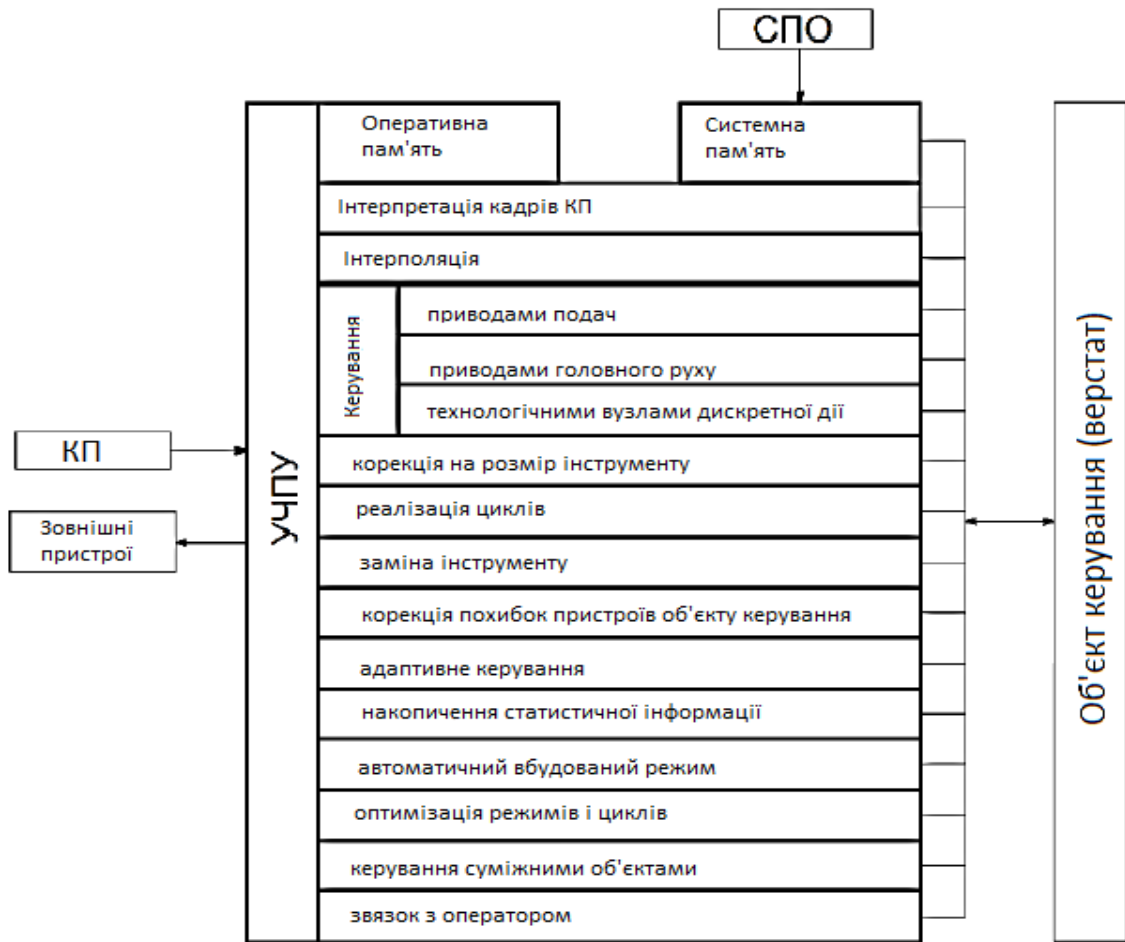 СПО
Оперативна
пам'ять
Системна
пам'ять
Інтерпретація кадрів КП
Інтерполяція
Керування
приводами подач
приводами головного руху
технологічними вузлами дискретної дії
КП
Зовнішні
пристрої
УЧПУ
корекція на розмір інструменту
реалізація циклів
заміна інструменту
корекція похибок пристроїв об'єкту керування
адаптивне керування
накопичення статистичної інформації
автоматичний вбудований режим
оптимізація режимів і циклів
керування суміжними об'єктами
звязок з оператором
Об'єкт керування (верстат)